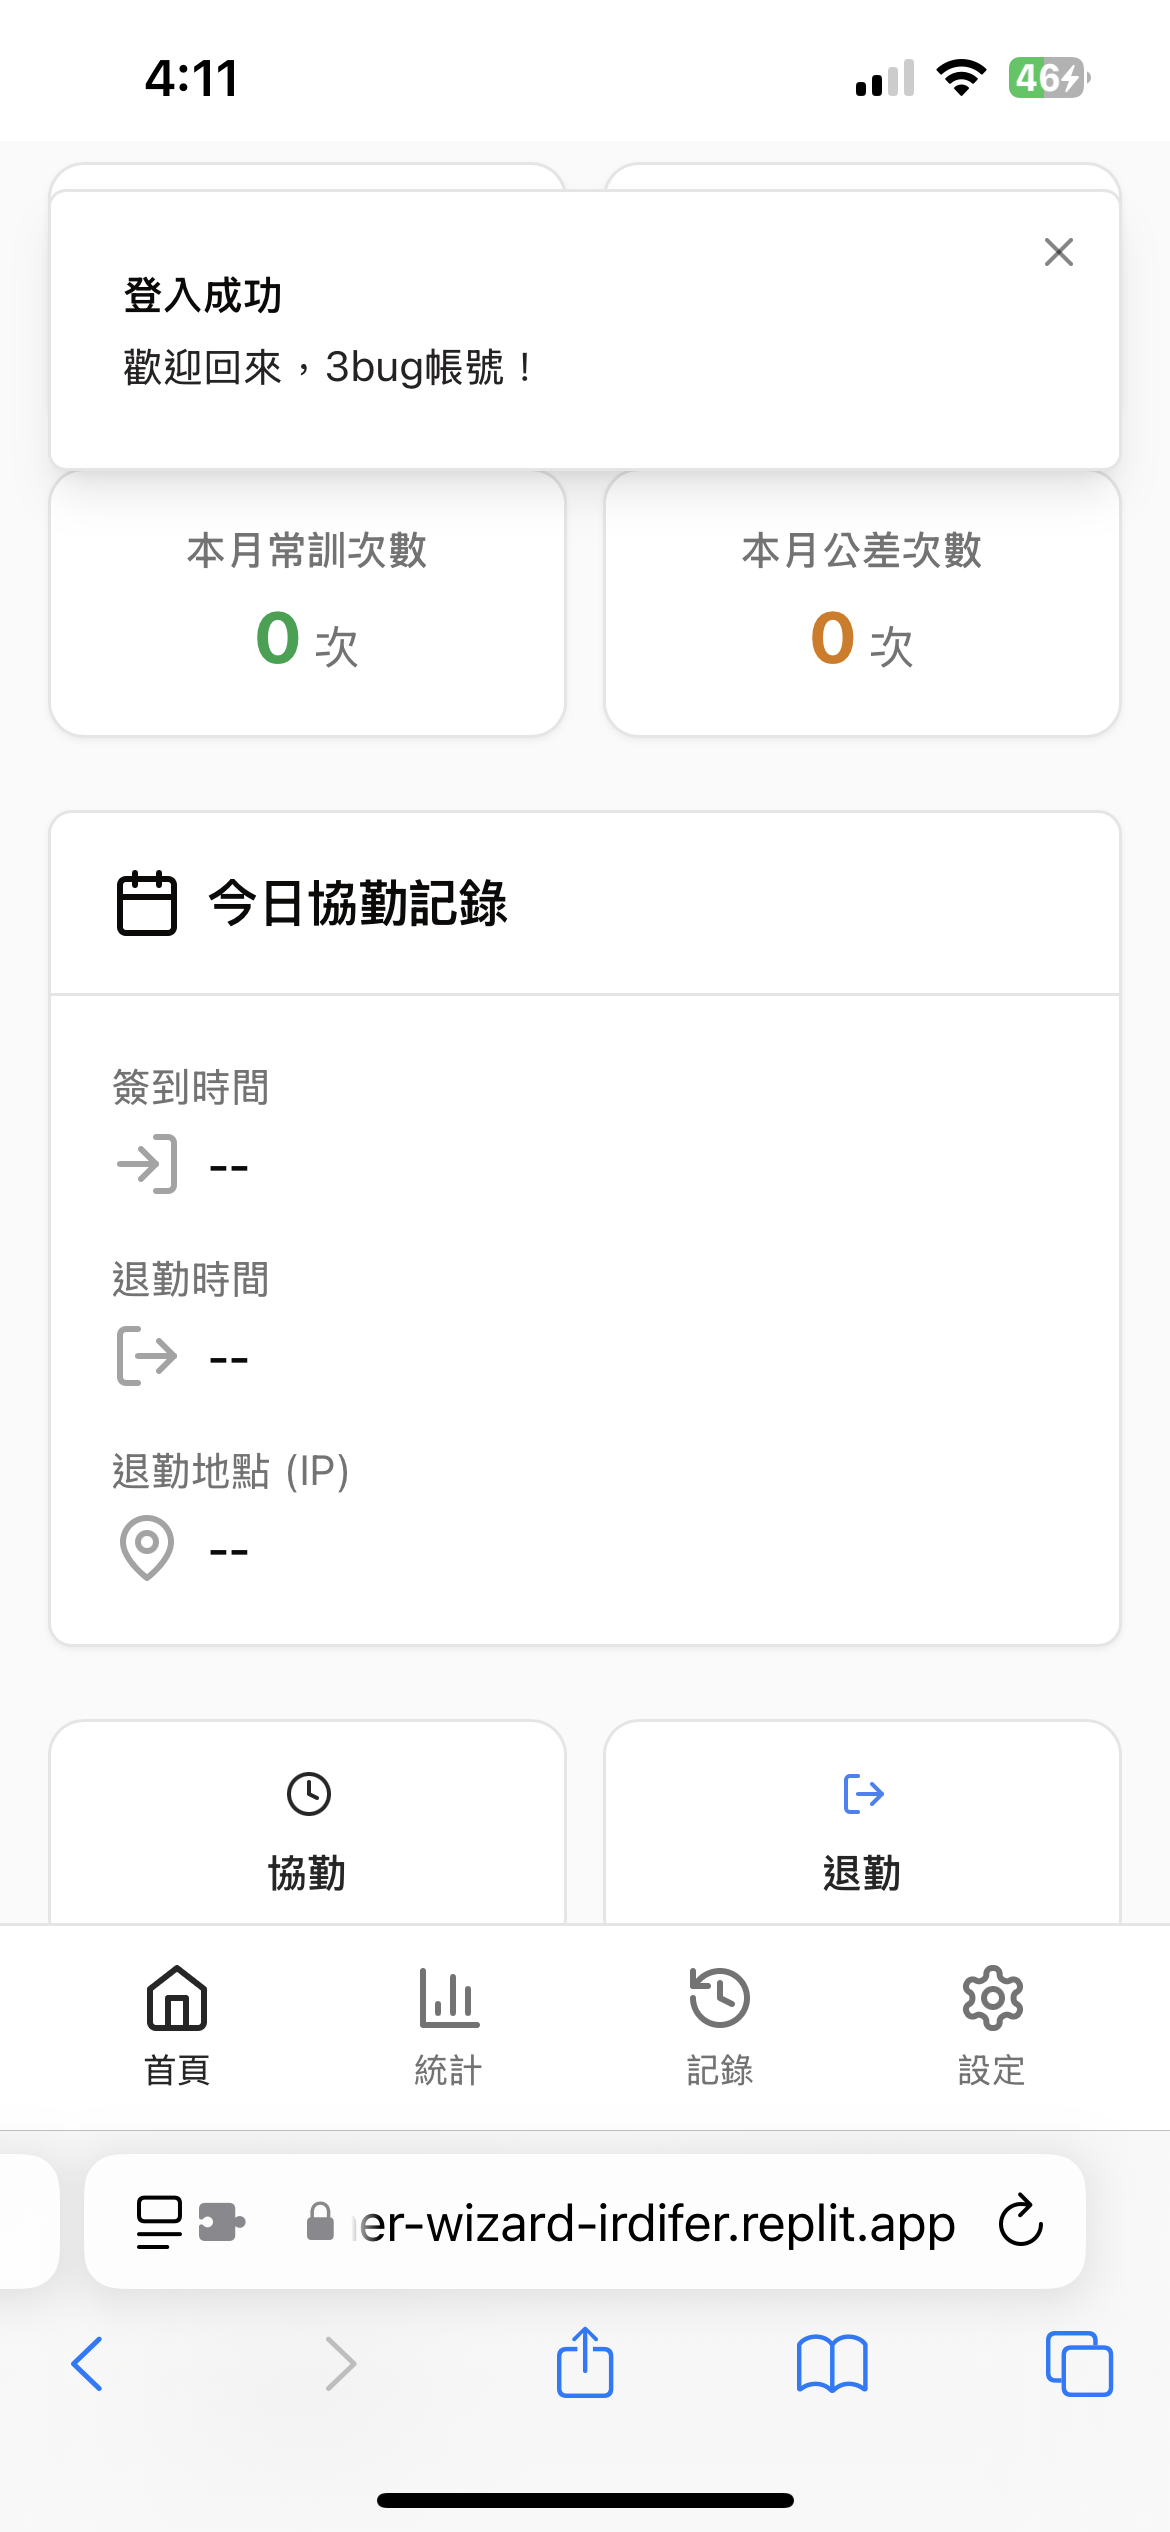 4:11
46
登入成功
歡迎回來，3bug帳號！
本月常訓次數
本月公差次數
0 次
0 次
今日協勤記錄
簽到時間
--
退勤時間
--
退勤地點 (IP)
--
協勤
退勤
首頁
統計
記錄
設定
er-wizard-irdifer.replit.app